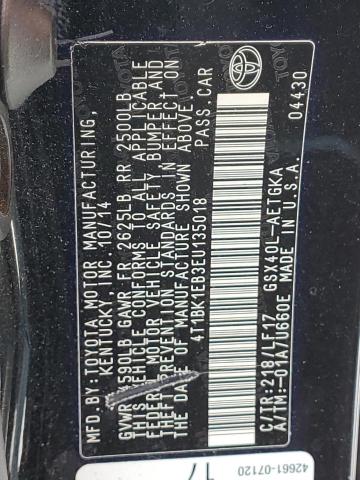 MFD. BY: TOYOTA MOTOR MANUFACTURING
KENTUCKY, INC. 10/14
GVWR 4590LB GAWR FR 2625LB RR 2500LB
THIS VEHICLE CONFORMS TO ALL APPLICABLE
FEDERAL MOTOR VEHICLE SAFETY, BUMPER, AND
THEFT PREVENTION STANDARDS IN EFFECT ON
THE DATE OF MANUFACTURE SHOWN ABOVE.
4T1BK1EB3EU135018 PASS. CAR
C/TR: 218/LF17 GSX40L-AETGKA
A/TM: -01A/U660E MADE IN U.S.A.
04430
TOYOTA
42661-07120
17